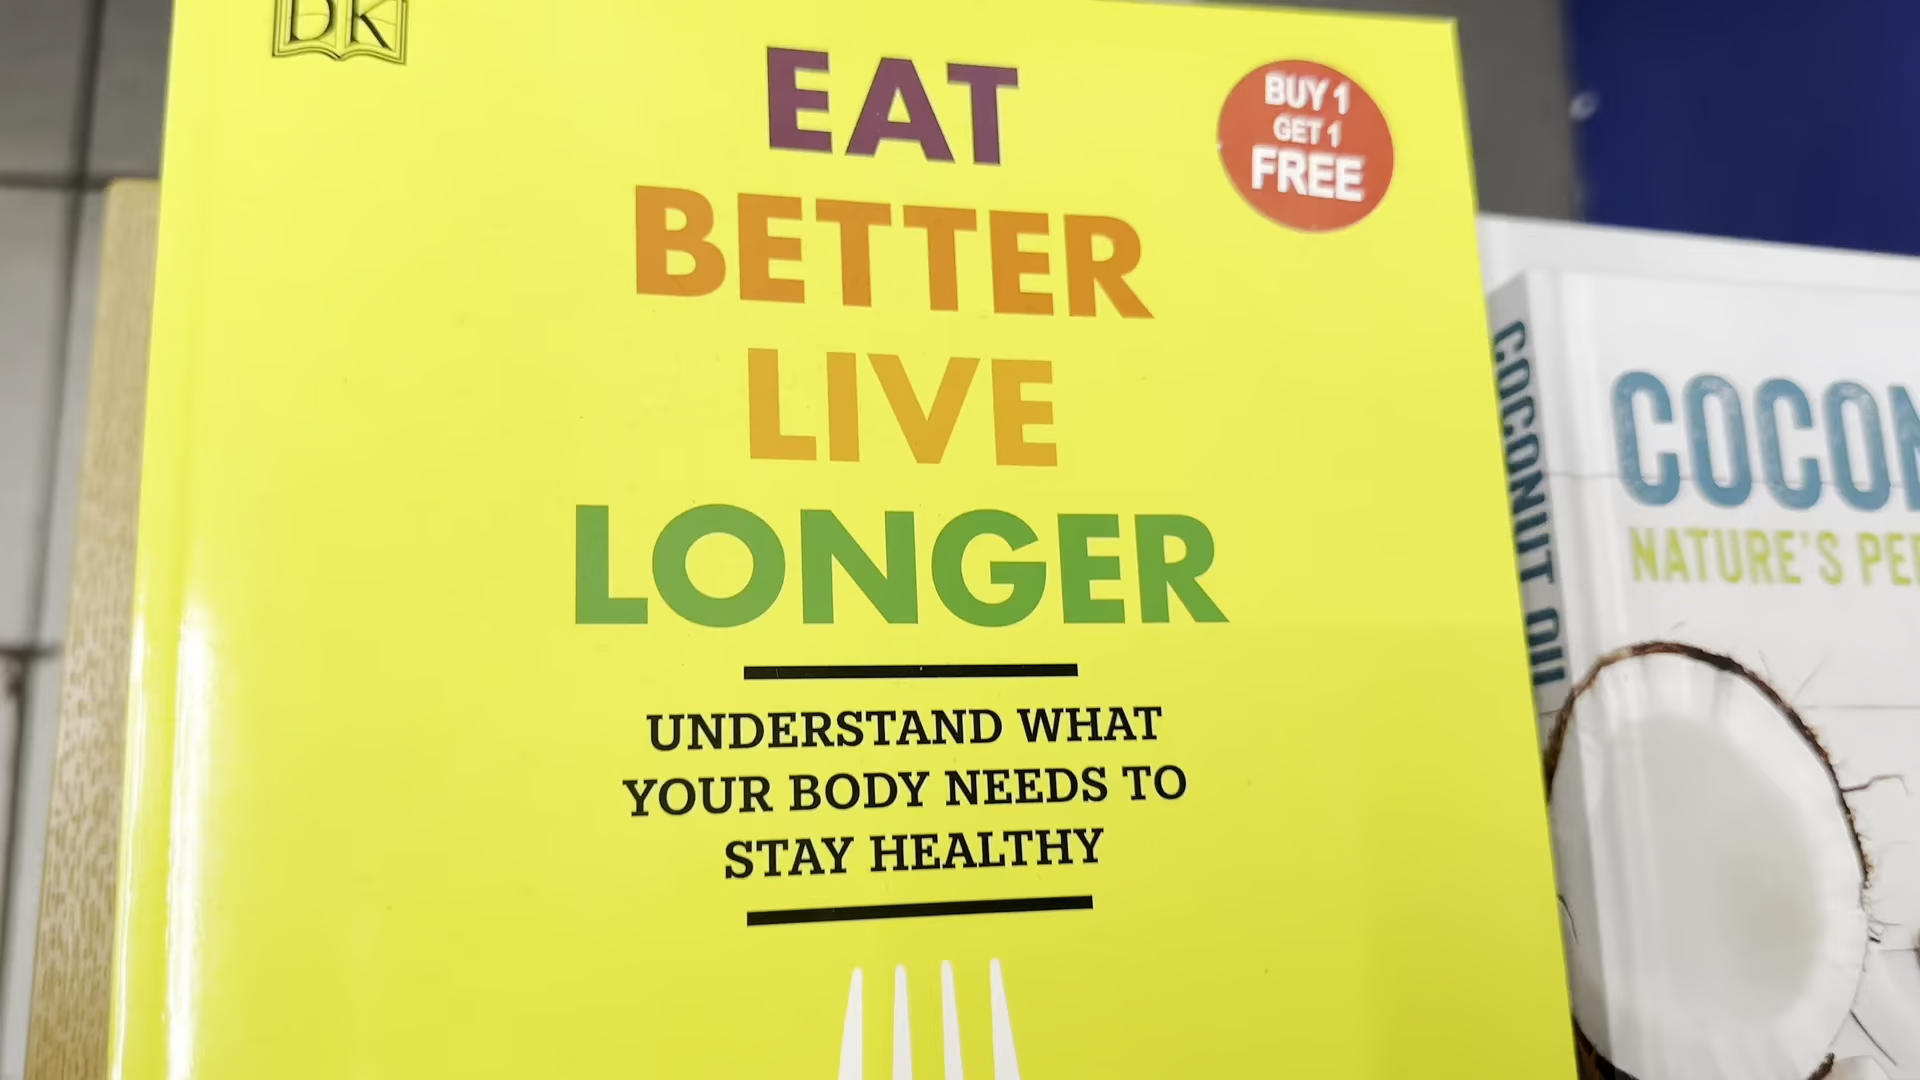 DK
EAT
BETTER
LIVE
LONGER
UNDERSTAND WHAT
YOUR BODY NEEDS TO
STAY HEALTHY
BUY 1
GET 1
FREE
COCONUT OIL
COCON
NATURE'S PE